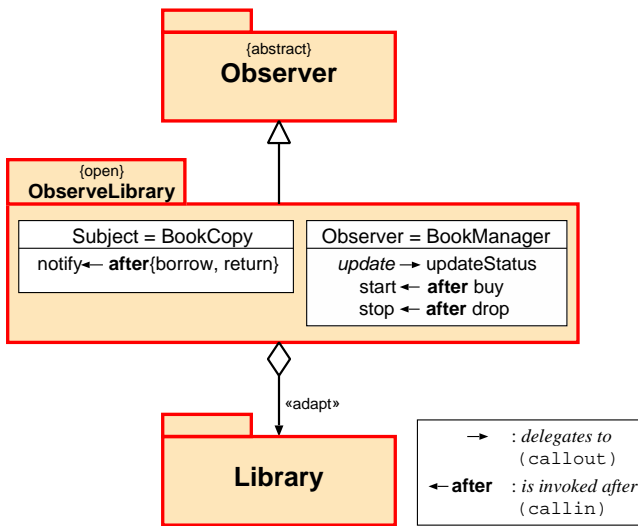 {abstract}
Observer
{open}
ObserveLibrary
Subject = BookCopy
notify ← after{borrow, return}
Observer = BookManager
update → updateStatus
start ← after buy
stop ← after drop
«adapt»
Library
→ : delegates to
(callout)
← after : is invoked after
(callin)